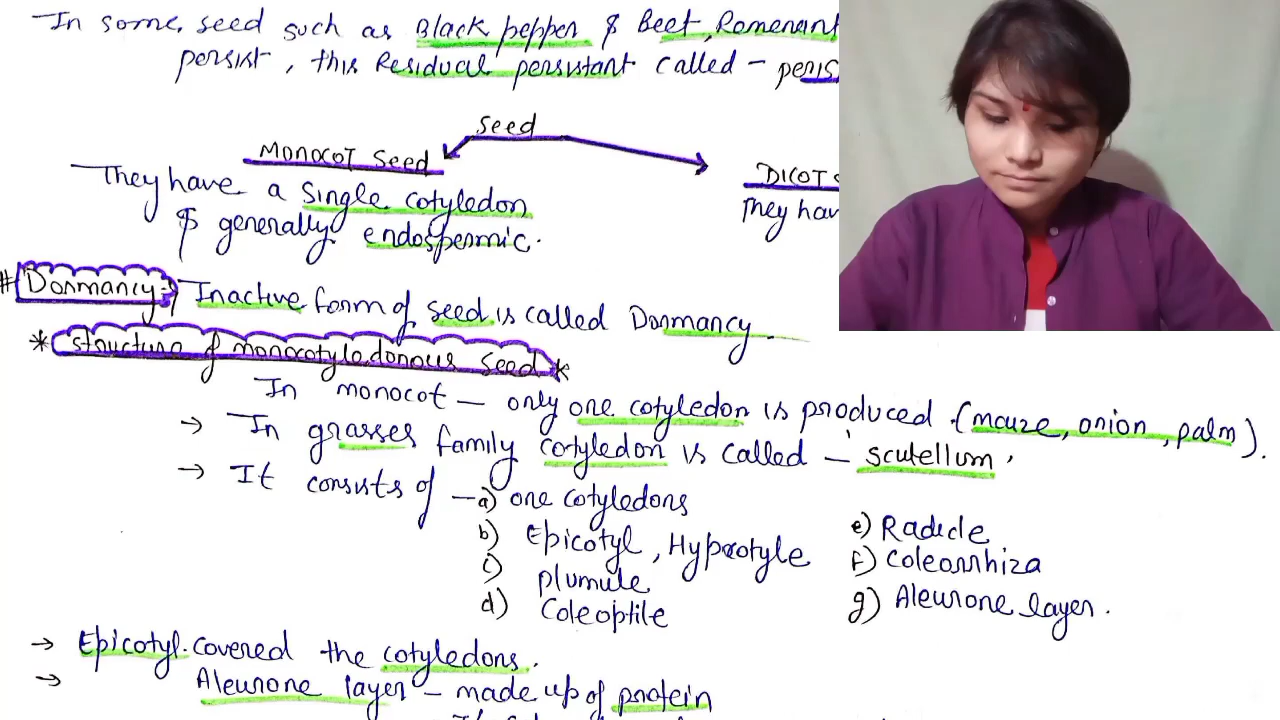 In some seed such as Black pepper & Beet, Remenant
persist, this Residual persistant called - peris
seed
MONOCOT SEED
DICOT
They have a single cotyledon
& generally endospermic.
They hav
# Dormancy:- Inactive form of seed is called Dormancy.
* structure of monocotyledonous seed *
In monocot - only one cotyledon is produced (maize, onion, palm).
→ In grasses family cotyledon is called - 'scutellum,
→ It consists of - a) one cotyledons
b) Epicotyl, Hypocotyle
c) plumule
d) Coleoptile
e) Radicle
f) Coleorrhiza
g) Aleurone layer.
→ Epicotyl covered the cotyledons.
→ Aleurone layer - made up of protein